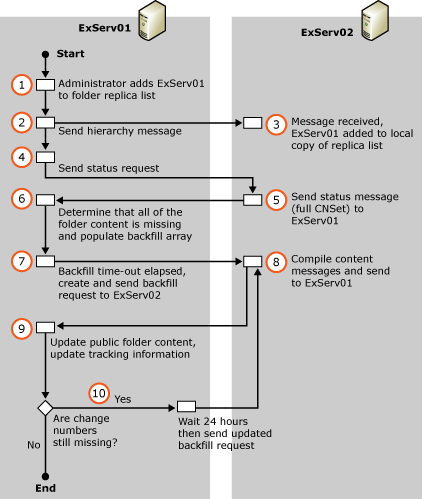 ExServ01
ExServ02
Start
1
Administrator adds ExServ01
to folder replica list
2
Send hierarchy message
3
Message received,
ExServ01 added to local
copy of replica list
4
Send status request
5
Send status message
(full CNSet) to
ExServ01
6
Determine that all of the
folder content is missing
and populate backfill array
7
Backfill time-out elapsed,
create and send backfill
request to ExServ02
8
Compile content
messages and send
to ExServ01
9
Update public folder content,
update tracking information
10
Yes
Are change
numbers
still missing?
Wait 24 hours
then send updated
backfill request
No
End